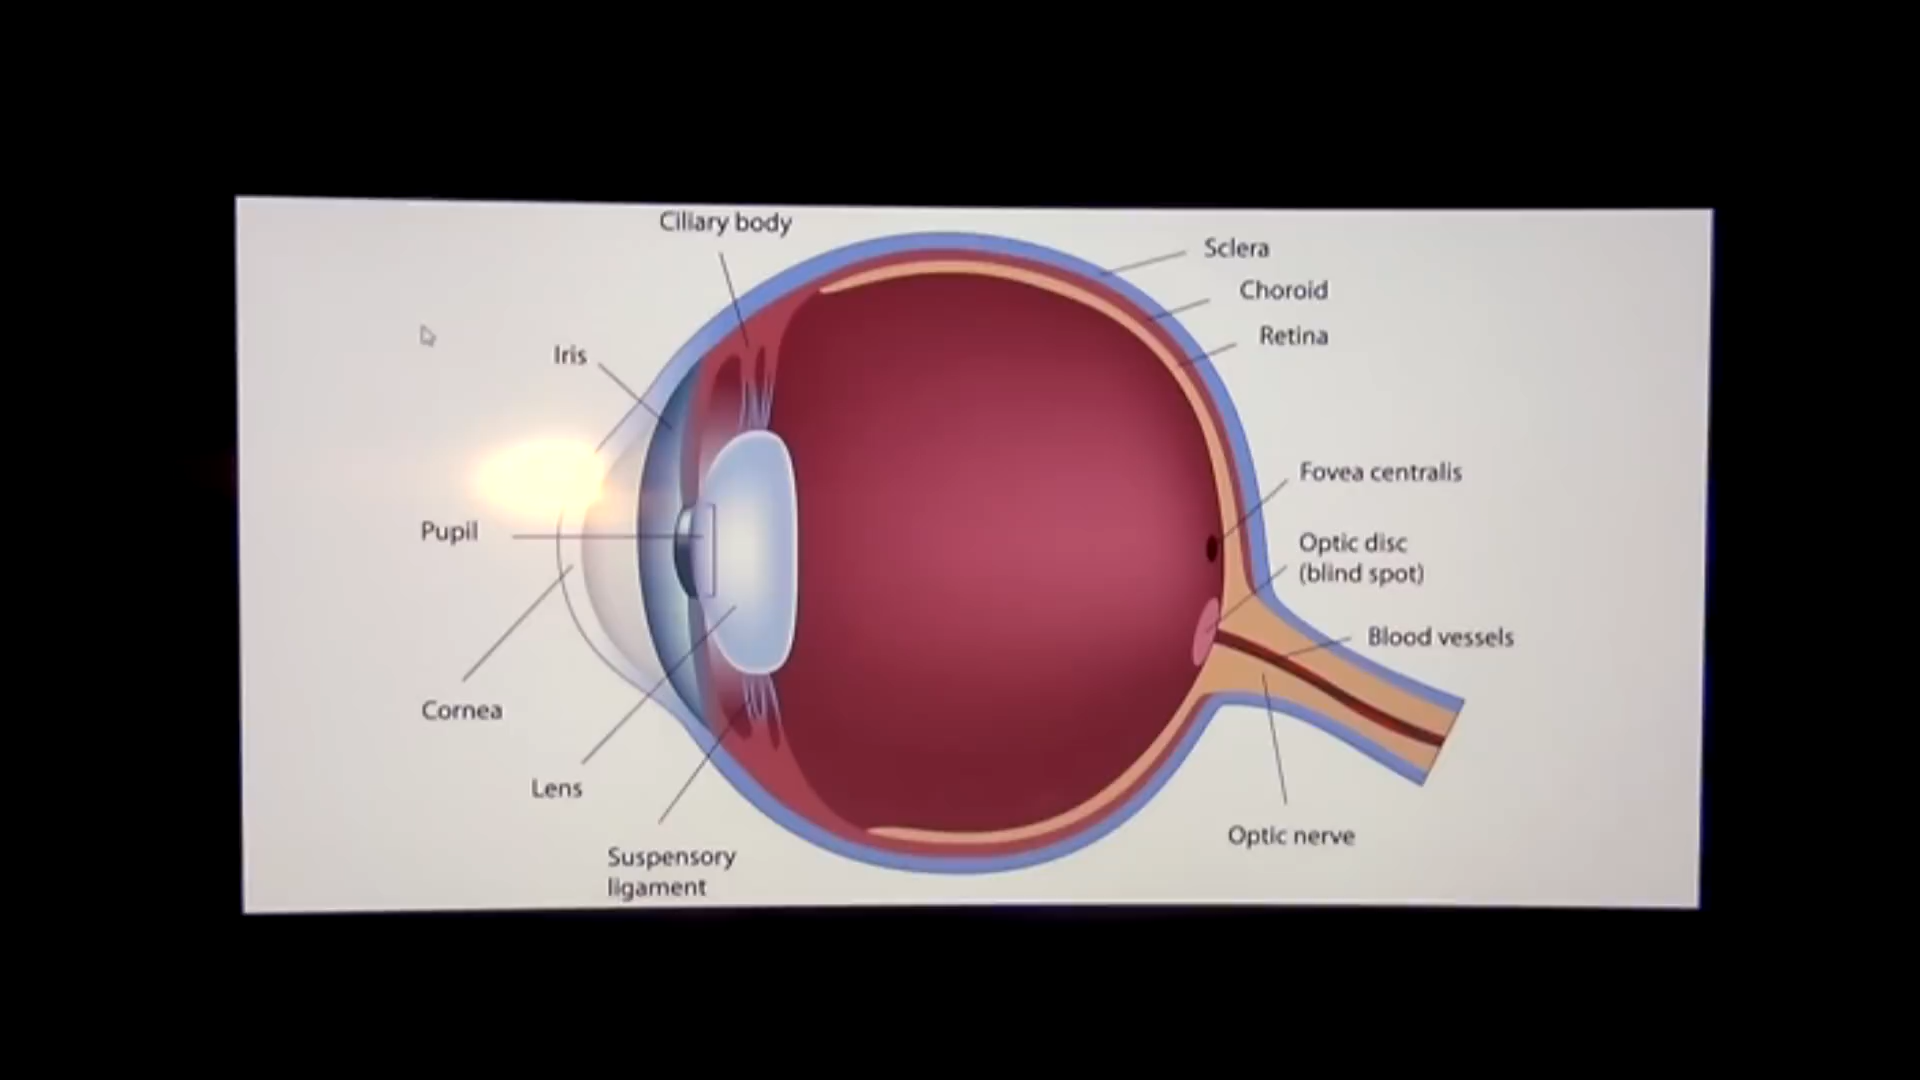 Ciliary body
Sclera
Choroid
Retina
Iris
Fovea centralis
Pupil
Optic disc
(blind spot)
Blood vessels
Cornea
Lens
Optic nerve
Suspensory
ligament